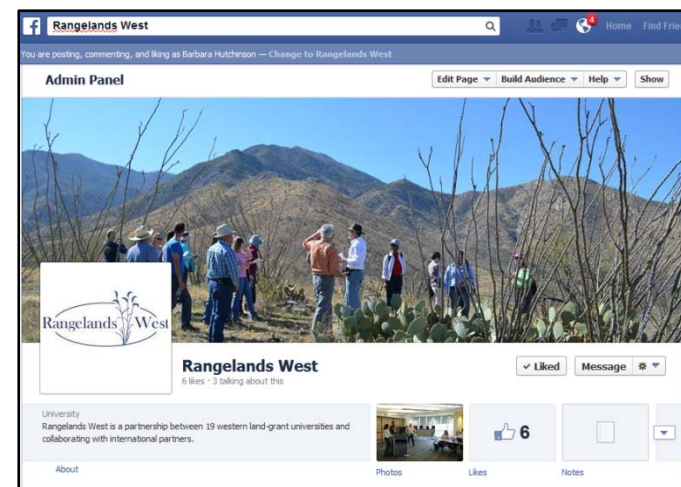 f Rangelands West
4 Home Find Frie
You are posting, commenting, and liking as Barbara Hutchinson — Change to Rangelands West
Admin Panel Edit Page Build Audience Help Show
Rangelands West
Rangelands West
6 likes · 3 talking about this
✓ Liked Message
University
Rangelands West is a partnership between 19 western land-grant universities and
collaborating with international partners.
6
About
Photos Likes Notes